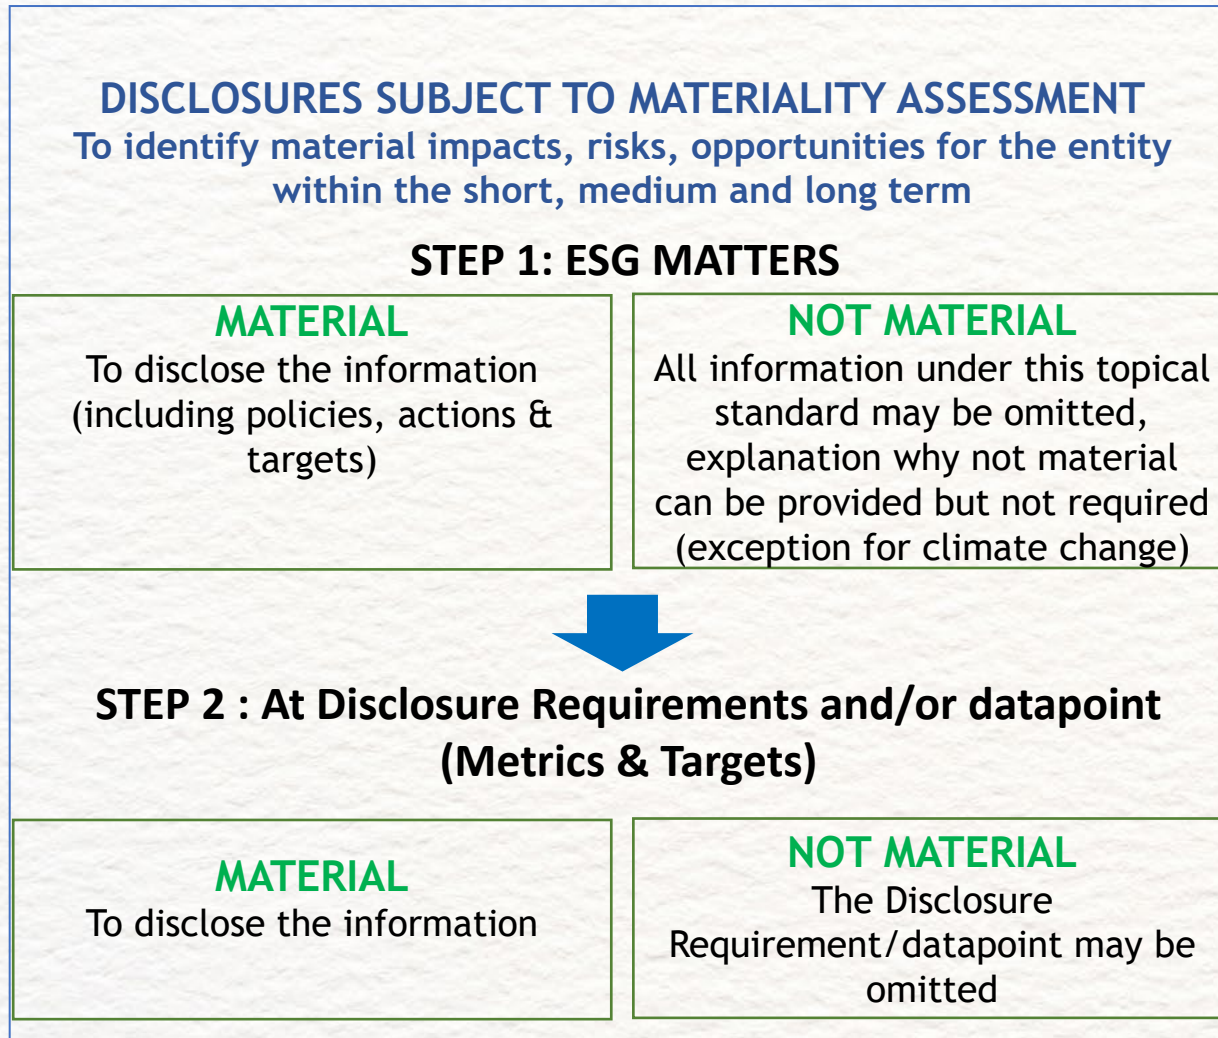 DISCLOSURES SUBJECT TO MATERIALITY ASSESSMENT
To identify material impacts, risks, opportunities for the entity
within the short, medium and long term
STEP 1: ESG MATTERS
MATERIAL
To disclose the information
(including policies, actions &
targets)
NOT MATERIAL
All information under this topical
standard may be omitted,
explanation why not material
can be provided but not required
(exception for climate change)
STEP 2 : At Disclosure Requirements and/or datapoint
(Metrics & Targets)
MATERIAL
To disclose the information
NOT MATERIAL
The Disclosure
Requirement/datapoint may be
omitted